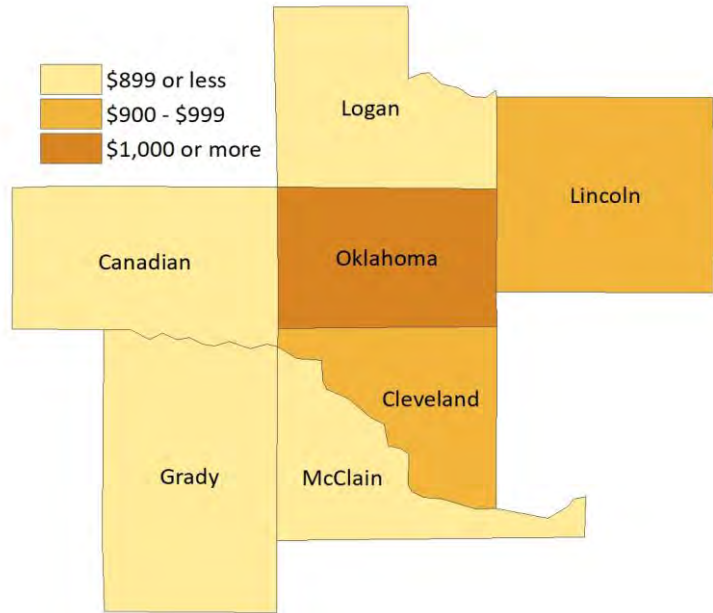 $899 or less
$900 - $999
$1,000 or more
Logan
Lincoln
Canadian
Oklahoma
Cleveland
Grady
McClain